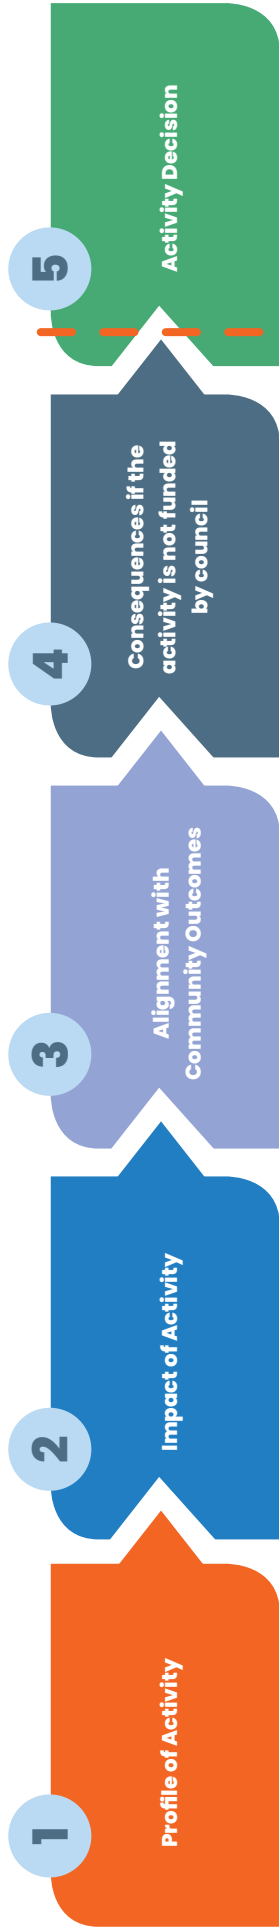 1
Profile of Activity
2
Impact of Activity
3
Alignment with
Community Outcomes
4
Consequences if the
activity is not funded
by council
5
Activity Decision